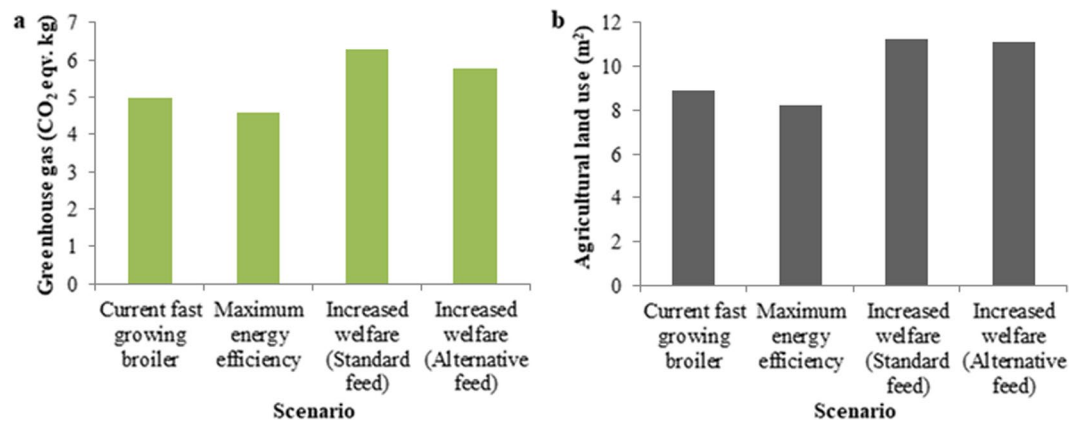 a
Greenhouse gas (CO₂ eqv. kg)
7
6
5
4
3
2
1
0
Current fast
growing
broiler
Maximum
energy
efficiency
Increased
welfare
(Standard
feed)
Increased
welfare
(Alternative
feed)
Scenario
b
Agricultural land use (m²)
12
10
8
6
4
2
0
Current fast
growing
broiler
Maximum
energy
efficiency
Increased
welfare
(Standard
feed)
Increased
welfare
(Alternative
feed)
Scenario